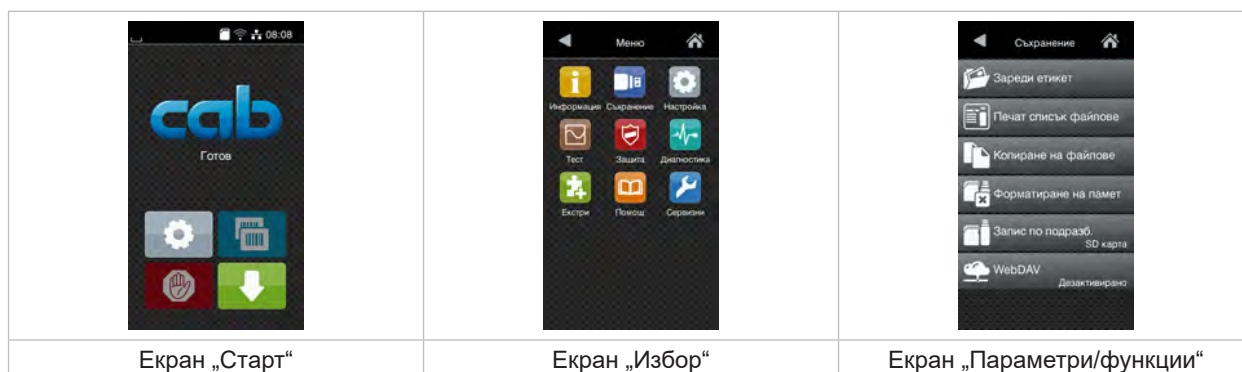 08:08
cab
Готов
Екран „Старт“
Меню
Информация Съхранение Настройка
Тест Защита Диагностика
Екстри Помощ Сервизни
Екран „Избор“
Съхранение
Зареди етикет
Печат списък файлове
Копиране на файлове
Форматиране на памет
Запис по подразб.
SD карта
WebDAV
Дезактивирано
Екран „Параметри/функции“